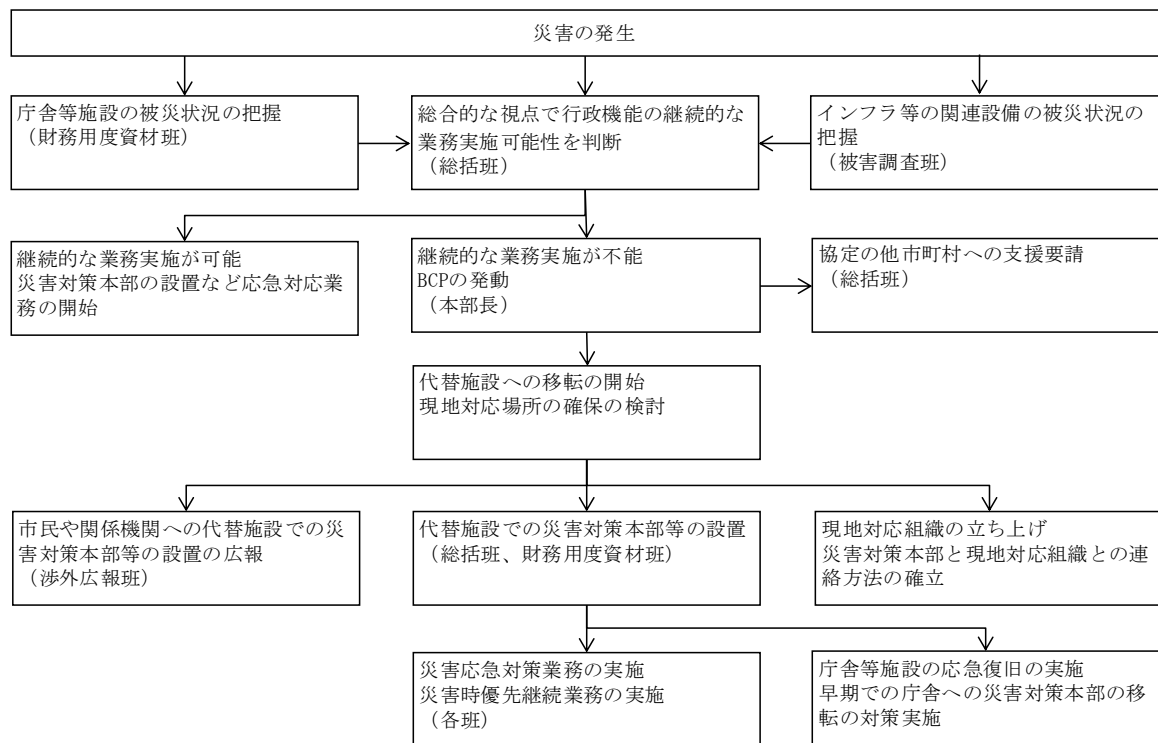 災害の発生
庁舎等施設の被災状況の把握
（財務用度資材班）
総合的な視点で行政機能の継続的な
業務実施可能性を判断
（総括班）
インフラ等の関連設備の被災状況の
把握
（被害調査班）
継続的な業務実施が可能
災害対策本部の設置など応急対応業
務の開始
継続的な業務実施が不能
BCPの発動
（本部長）
協定の他市町村への支援要請
（総括班）
代替施設への移転の開始
現地対応場所の確保の検討
市民や関係機関への代替施設での災
害対策本部等の設置の広報
（渉外広報班）
代替施設での災害対策本部等の設置
（総括班、財務用度資材班）
現地対応組織の立ち上げ
災害対策本部と現地対応組織との連
絡方法の確立
災害応急対策業務の実施
災害時優先継続業務の実施
（各班）
庁舎等施設の応急復旧の実施
早期での庁舎への災害対策本部の移
転の対策実施